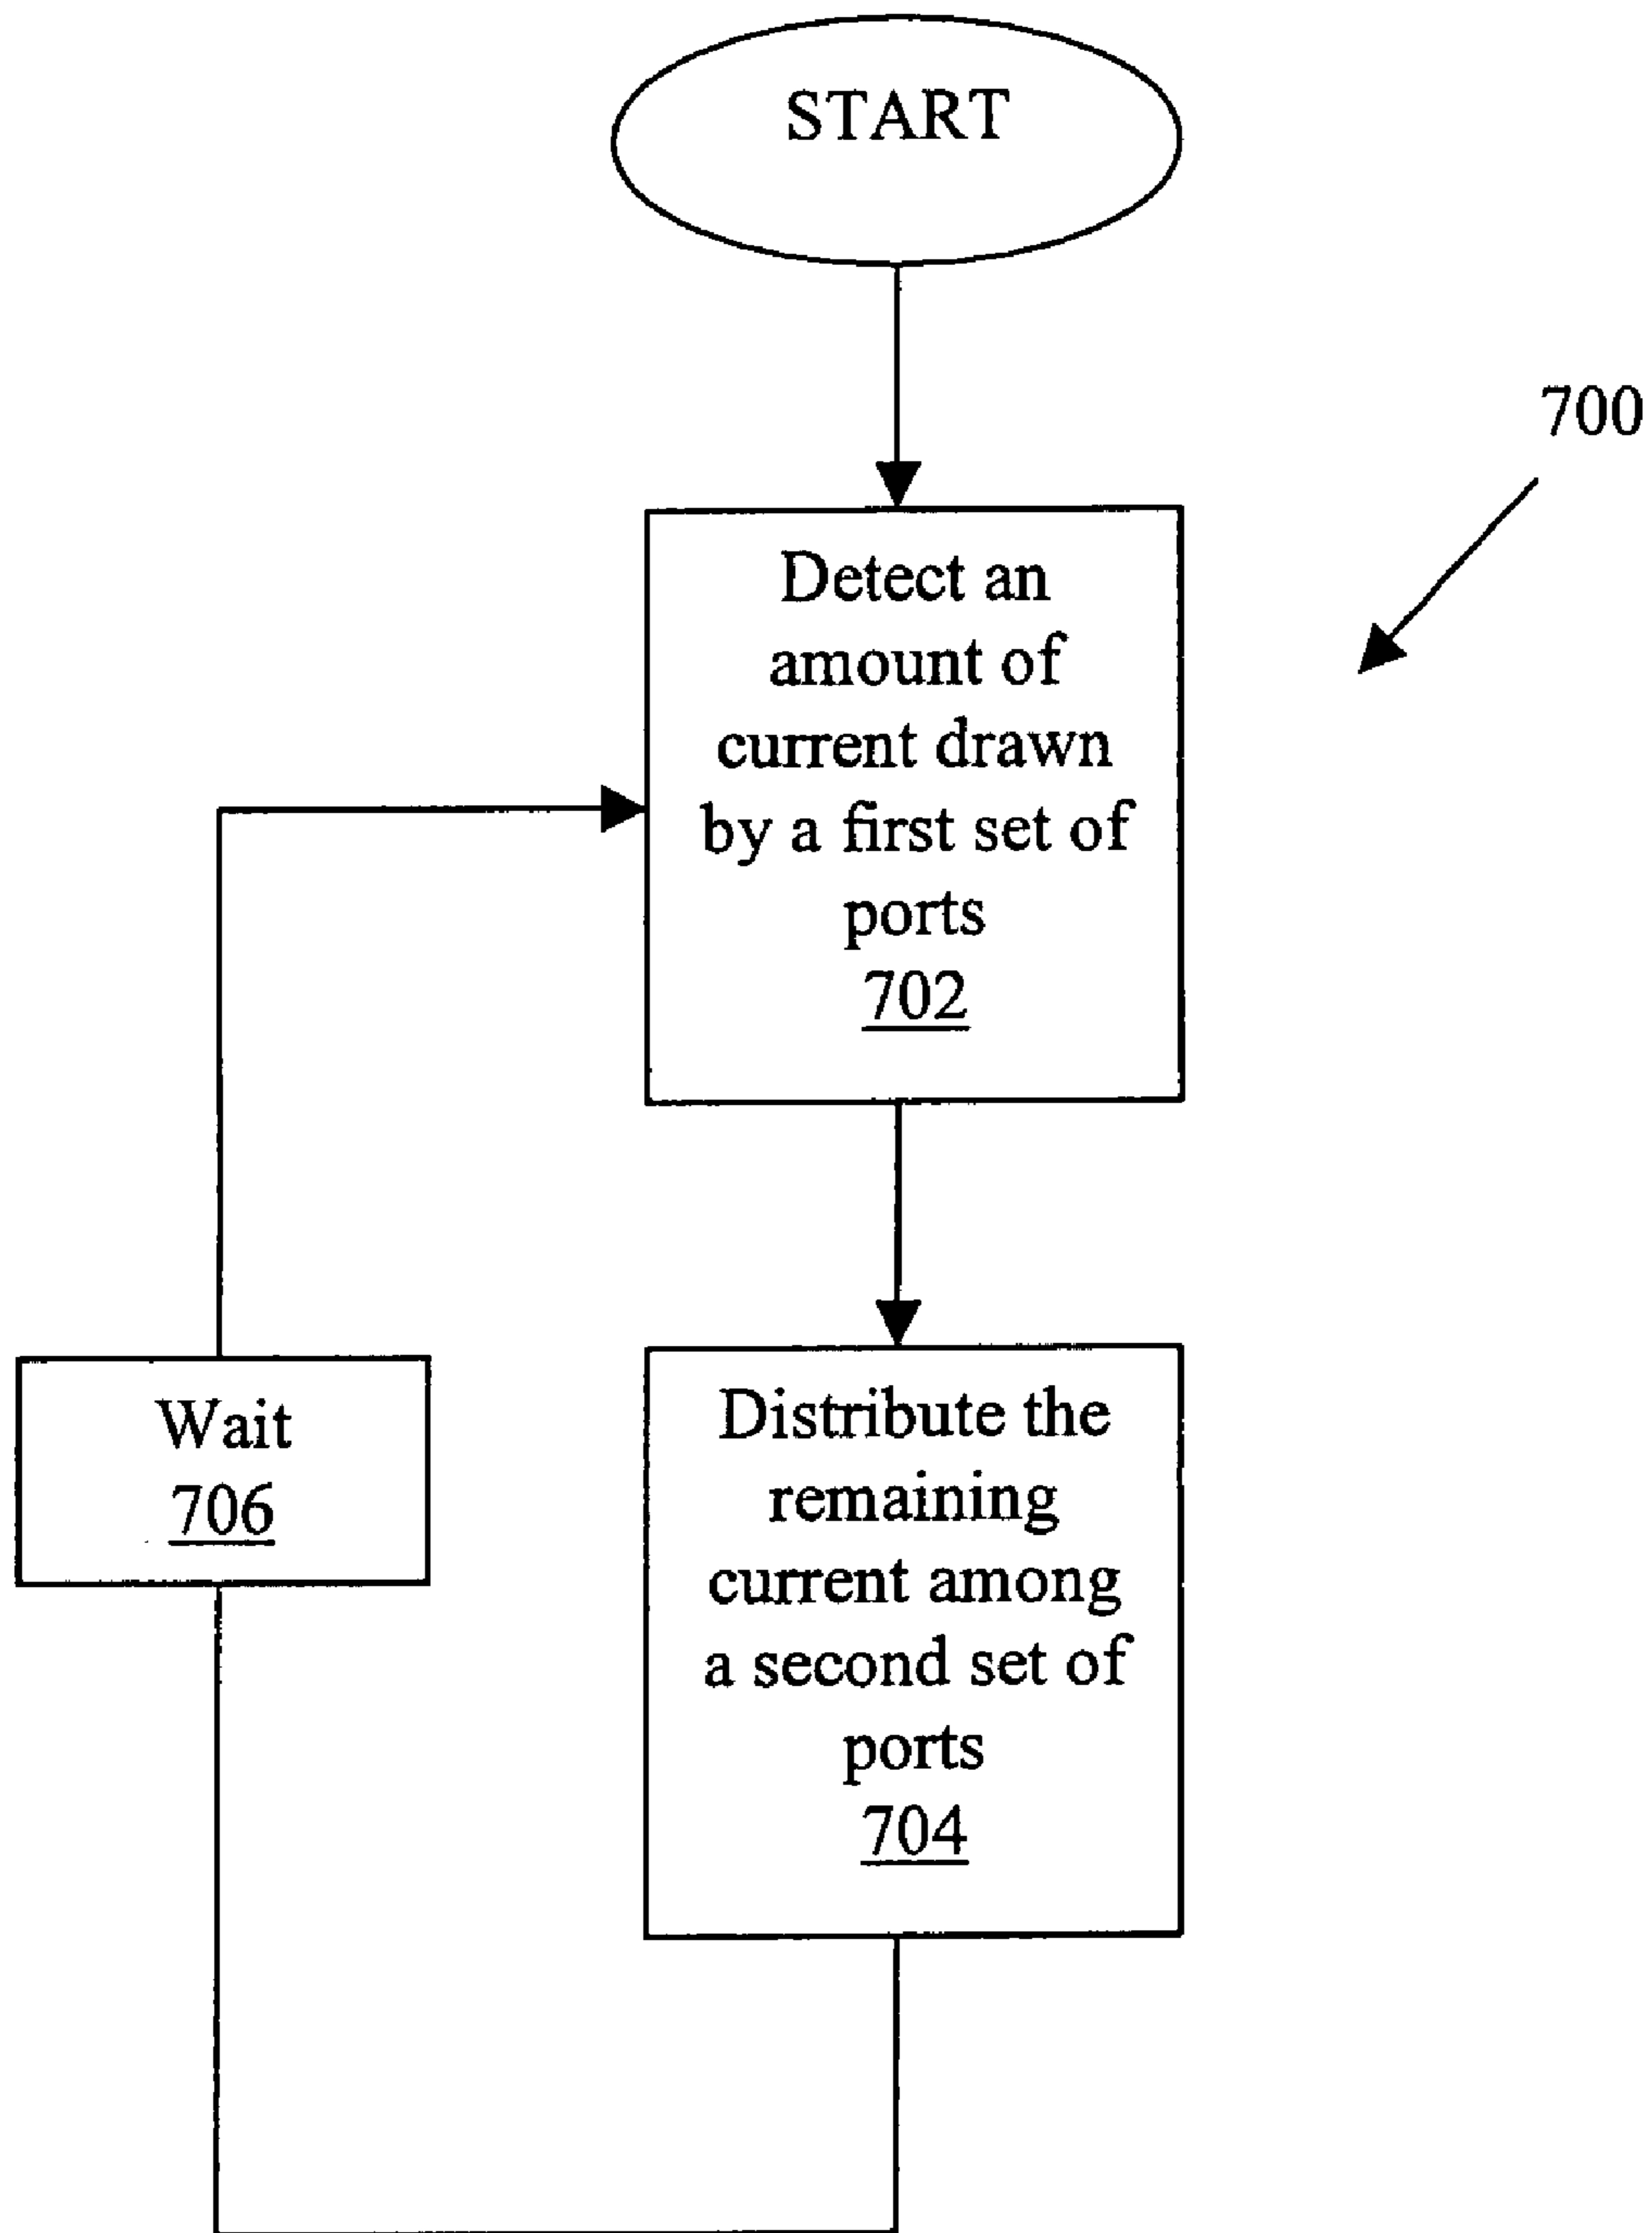 START
700
Detect an
amount of
current drawn
by a first set of
ports
702
Wait
706
Distribute the
remaining
current among
a second set of
ports
704